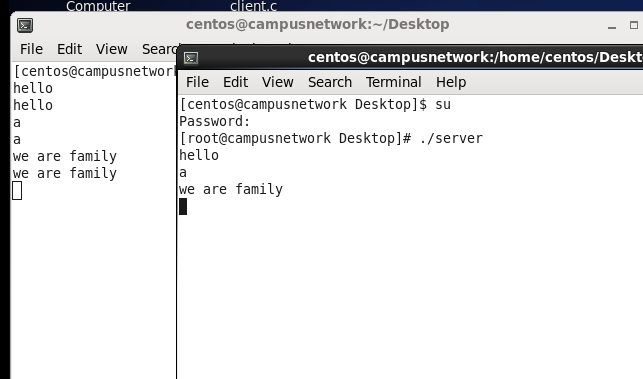 Computer
client.c
centos@campusnetwork:~/Desktop
File Edit View
[centos@campusnetwork
hello
hello
a
a
we are family
we are family
centos@campusnetwork:/home/centos/Deskt
File Edit View Search Terminal Help
[centos@campusnetwork Desktop]$ su
Password:
[root@campusnetwork Desktop]# ./server
hello
a
we are family